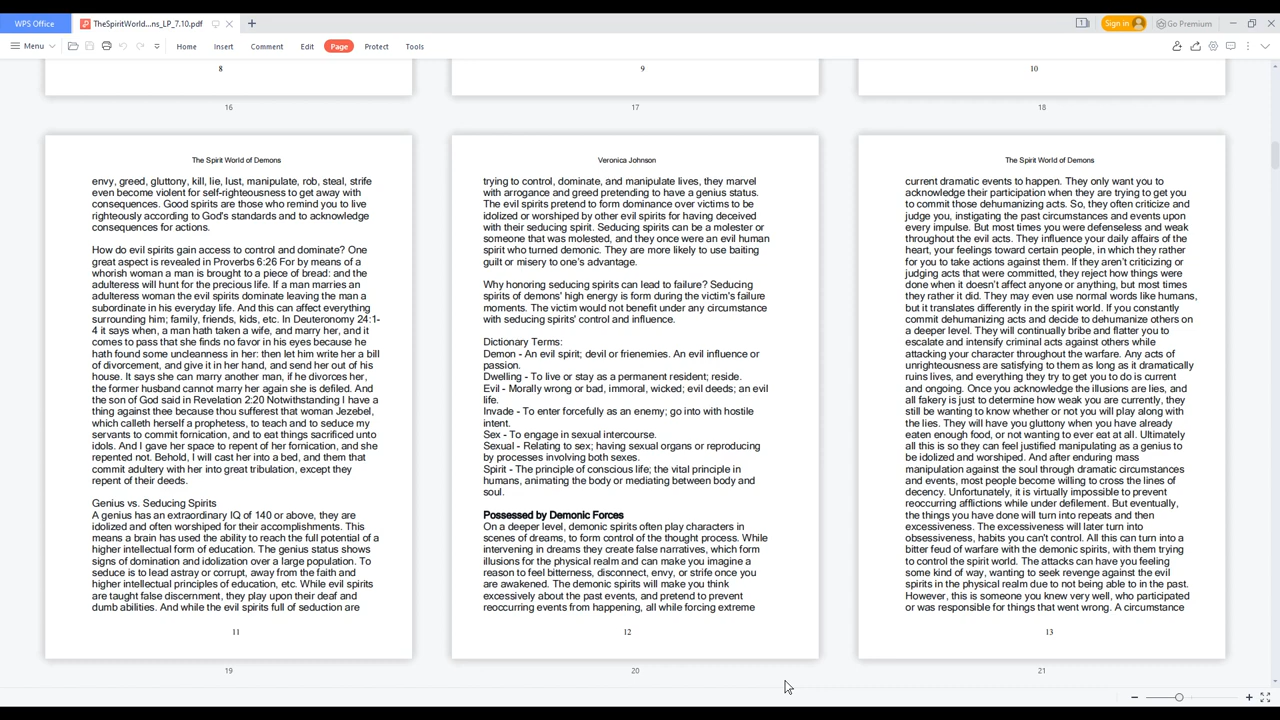 WPS Office
TheSpiritWorld...ns_LP_7.10.pdf
Sign in
Go Premium
Menu
Home
Insert
Comment
Edit
Page
Protect
Tools
8
9
10
16
17
18
The Spirit World of Demons
envy, greed, gluttony, kill, lie, lust, manipulate, rob, steal, strife
even become violent for self-righteousness to get away with
consequences. Good spirits are those who remind you to live
righteously according to God's standards and to acknowledge
consequences for actions.
How do evil spirits gain access to control and dominate? One
great aspect is revealed in Proverbs 6:26 For by means of a
whorish woman a man is brought to a piece of bread: and the
adulteress will hunt for the precious life. If a man marries an
adulteress woman the evil spirits dominate leaving the man a
subordinate in his everyday life. And this can affect everything
surrounding him; family, friends, kids, etc. In Deuteronomy 24:1-
4 it says when, a man hath taken a wife, and marry her, and it
comes to pass that she finds no favor in his eyes because he
hath found some uncleanness in her: then let him write her a bill
of divorcement, and give it in her hand, and send her out of his
house. It says she can marry another man, if he divorces her,
the former husband cannot marry her again she is defiled. And
the son of God said in Revelation 2:20 Notwithstanding I have a
thing against thee because thou sufferest that woman Jezebel,
which calleth herself a prophetess, to teach and to seduce my
servants to commit fornication, and to eat things sacrificed unto
idols. And I gave her space to repent of her fornication, and she
repented not. Behold, I will cast her into a bed, and them that
commit adultery with her into great tribulation, except they
repent of their deeds.
Genius vs. Seducing Spirits
A genius has an extraordinary IQ of 140 or above, they are
idolized and often worshiped for their accomplishments. This
means a brain has used the ability to reach the full potential of a
higher intellectual form of education. The genius status shows
signs of domination and idolization over a large population. To
seduce is to lead astray or corrupt, away from the faith and
higher intellectual principles of education, etc. While evil spirits
are taught false discernment, they play upon their deaf and
dumb abilities. And while the evil spirits full of seduction are
11
19
Veronica Johnson
trying to control, dominate, and manipulate lives, they marvel
with arrogance and greed pretending to have a genius status.
The evil spirits pretend to form dominance over victims to be
idolized or worshiped by other evil spirits for having deceived
with their seducing spirit. Seducing spirits can be a molester or
someone that was molested, and they once were an evil human
spirit who turned demonic. They are more likely to use baiting
guilt or misery to one's advantage.
Why honoring seducing spirits can lead to failure? Seducing
spirits of demons' high energy is form during the victim's failure
moments. The victim would not benefit under any circumstance
with seducing spirits' control and influence.
Dictionary Terms:
Demon - An evil spirit; devil or frienemies. An evil influence or
passion.
Dwelling - To live or stay as a permanent resident; reside.
Evil - Morally wrong or bad, immoral, wicked; evil deeds; an evil
life.
Invade - To enter forcefully as an enemy; go into with hostile
intent.
Sex - To engage in sexual intercourse.
Sexual - Relating to sex; having sexual organs or reproducing
by processes involving both sexes.
Spirit - The principle of conscious life; the vital principle in
humans, animating the body or mediating between body and
soul.
Possessed by Demonic Forces
On a deeper level, demonic spirits often play characters in
scenes of dreams, to form control of the thought process. While
intervening in dreams they create false narratives, which form
illusions for the physical realm and can make you imagine a
reason to feel bitterness, disconnect, envy, or strife once you
are awakened. The demonic spirits will make you think
excessively about the past events, and pretend to prevent
reoccurring events from happening, all while forcing extreme
12
20
The Spirit World of Demons
current dramatic events to happen. They only want you to
acknowledge their participation when they are trying to get you
to commit those dehumanizing acts. So, they often criticize and
judge you, instigating the past circumstances and events upon
every impulse. But most times you were defenseless and weak
throughout the evil acts. They influence your daily affairs of the
heart, your feelings toward certain people, in which they rather
for you to take actions against them. If they aren't criticizing or
judging acts that were committed, they reject how things were
done when it doesn't affect anyone or anything, but most times
they rather it did. They may even use normal words like humans,
but it translates differently in the spirit world. If you constantly
commit dehumanizing acts and decide to dehumanize others on
a deeper level. They will continually bribe and flatter you to
escalate and intensify criminal acts against others while
attacking your character throughout the warfare. Any acts of
unrighteousness are satisfying to them as long as it dramatically
ruins lives, and everything they try to get you to do is current
and ongoing. Once you acknowledge the illusions are lies, and
all fakery is just to determine how weak you are currently, they
still be wanting to know whether or not you will play along with
the lies. They will have you gluttony when you have already
eaten enough food, or not wanting to ever eat at all. Ultimately
all this is so they can feel justified manipulating as a genius to
be idolized and worshiped. And after enduring mass
manipulation against the soul through dramatic circumstances
and events, most people become willing to cross the lines of
decency. Unfortunately, it is virtually impossible to prevent
reoccurring afflictions while under defilement. But eventually,
the things you have done will turn into repeats and then
excessiveness. The excessiveness will later turn into
obsessiveness, habits you can't control. All this can turn into a
bitter feud of warfare with the demonic spirits, with them trying
to control the spirit world. The attacks can have you feeling
some kind of way, wanting to seek revenge against the evil
spirits in the physical realm due to not being able to in the past.
However, this is someone you knew very well, who participated
or was responsible for things that went wrong. A circumstance
13
21